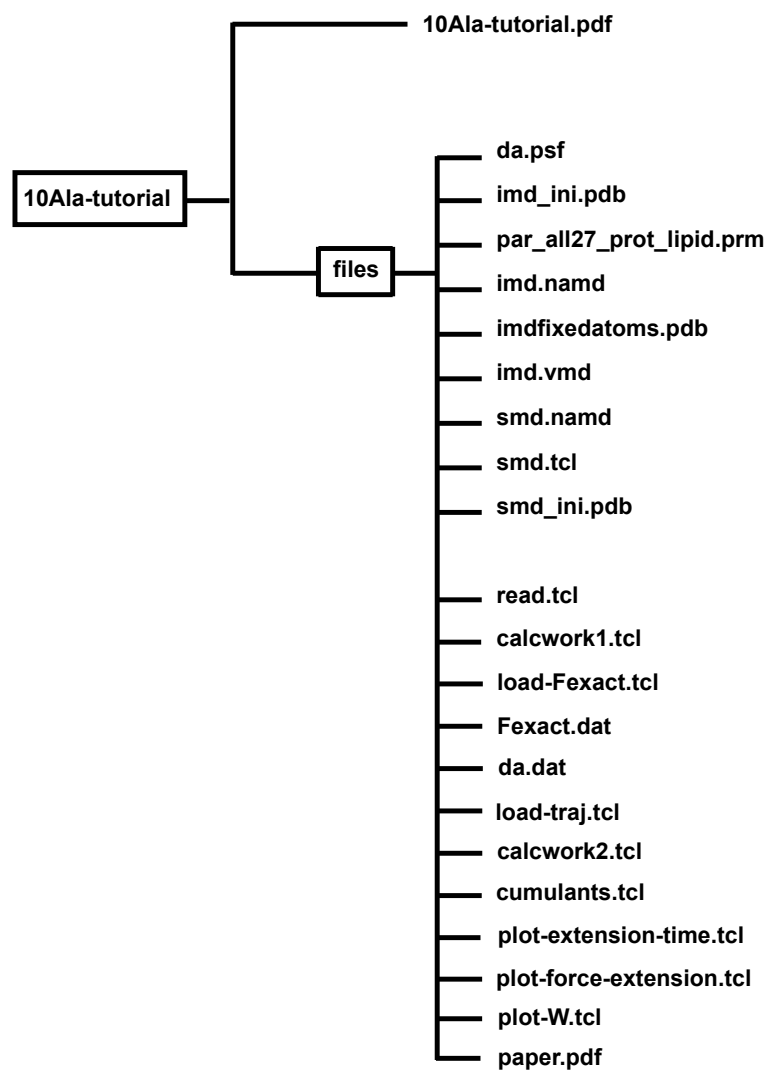 10Ala-tutorial.pdf
10Ala-tutorial
files
da.psf
imd_ini.pdb
par_all27_prot_lipid.prm
imd.namd
imdfixedatoms.pdb
imd.vmd
smd.namd
smd.tcl
smd_ini.pdb
read.tcl
calcwork1.tcl
load-Fexact.tcl
Fexact.dat
da.dat
load-traj.tcl
calcwork2.tcl
cumulants.tcl
plot-extension-time.tcl
plot-force-extension.tcl
plot-W.tcl
paper.pdf